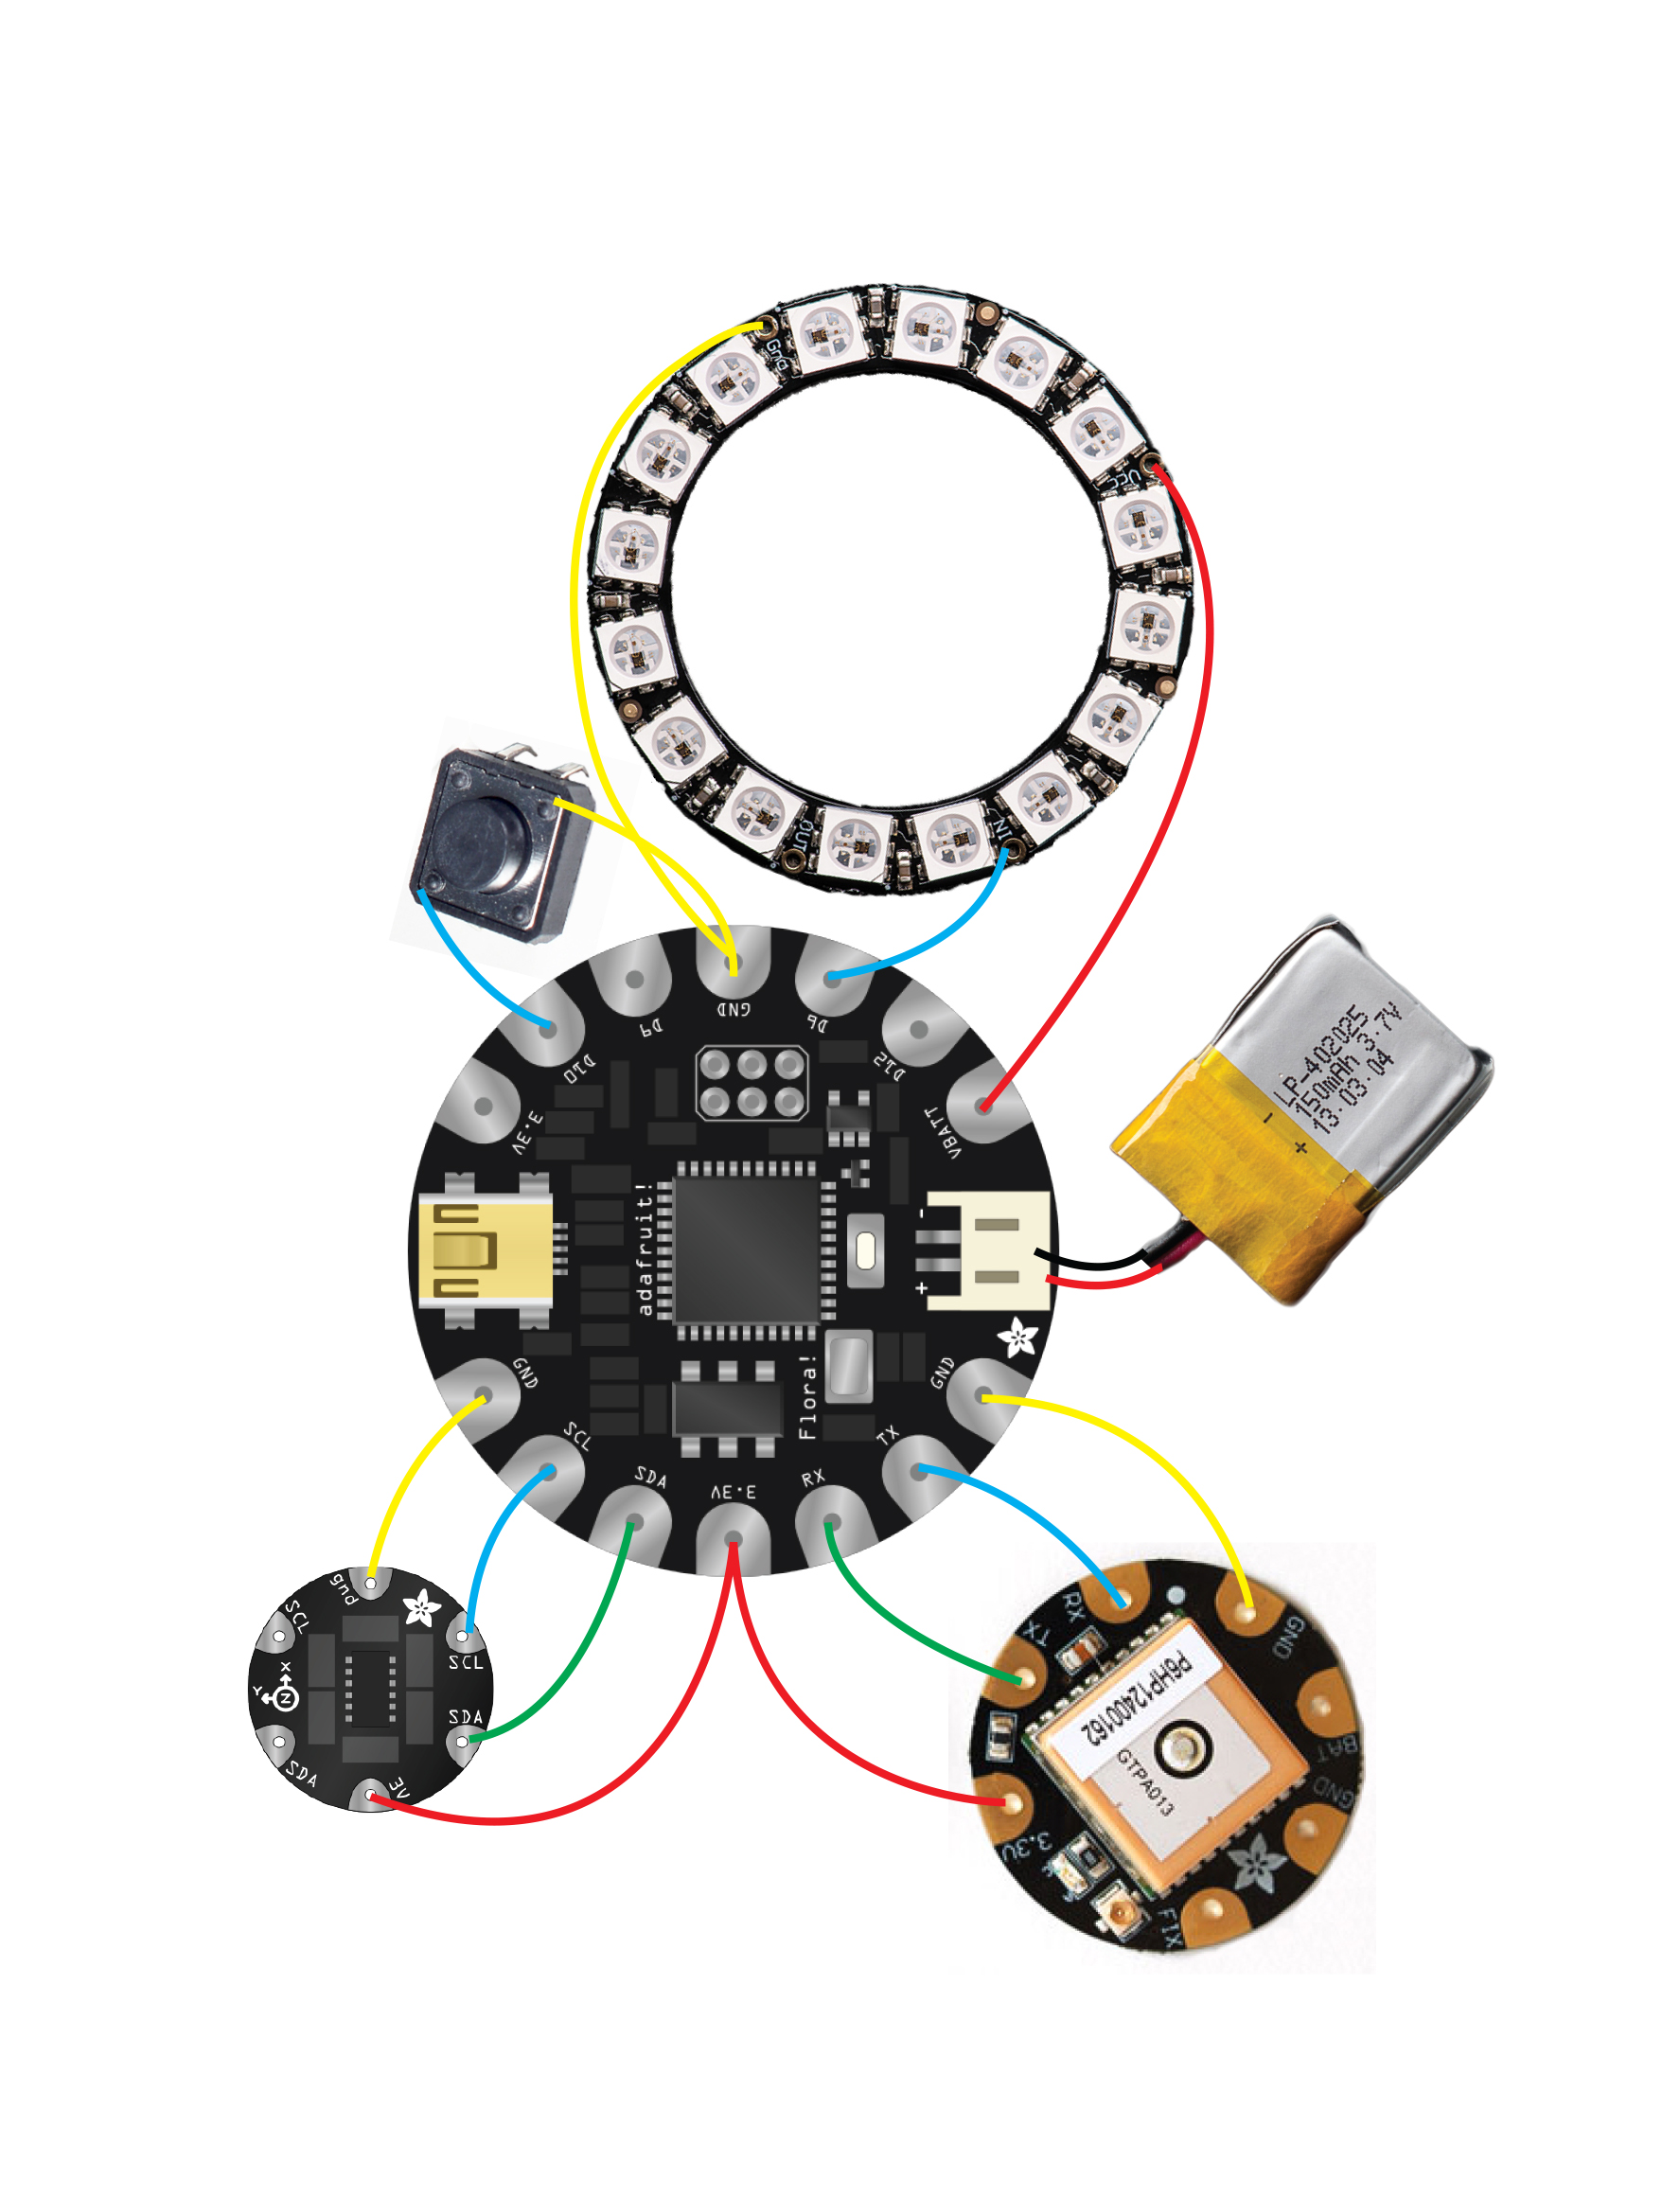 Gnd
VCC
IN
OUT
D10
D9
GND
D6
D12
VBATT
3.3V
LP-402025
150mAh 3.7V
13.03.04
- +
adafruit!
-
+
Flora!
GND
SCL
SDA
3.3V
RX
TX
GND
gnd
SCL
SCL
X
Y
N
SDA
SDA
3V
RX
TX
GND
P6HP12400162
GTPA013
BAT
GND
3.3V
FIX